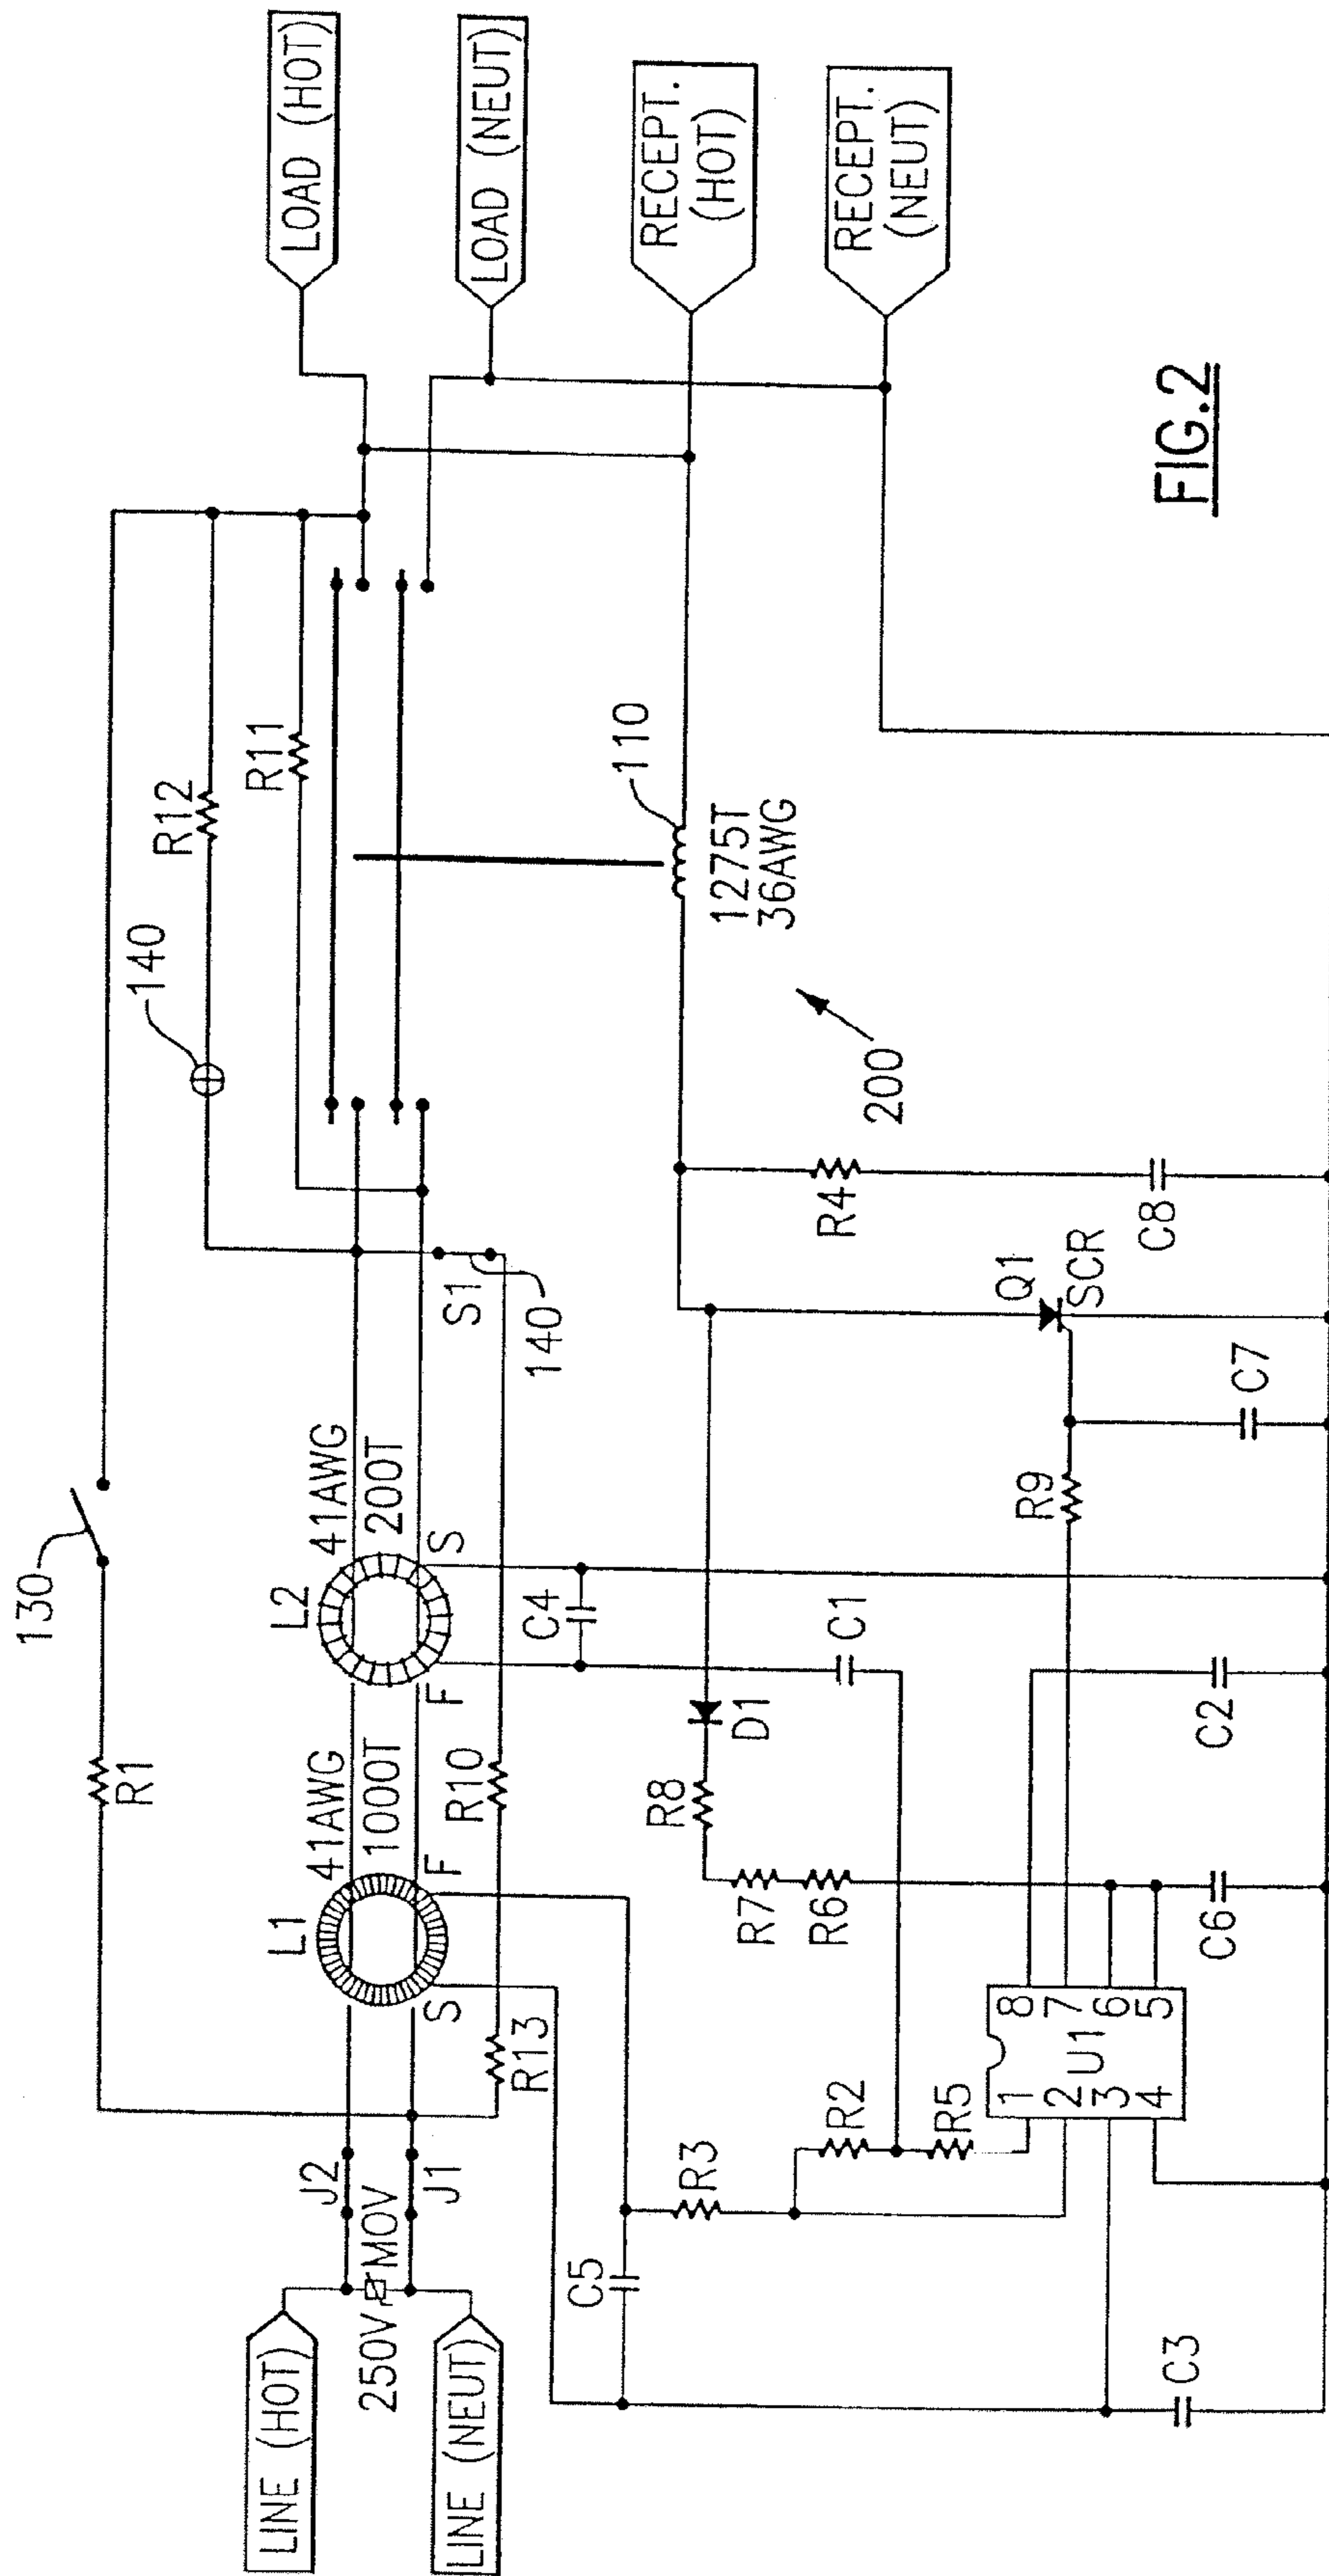 130
R1
140
R12
R11
LINE (HOT)
LINE (NEUT)
250V
MOV
J2
J1
L1
41AWG
1000T
S
F
L2
41AWG
200T
F
S
R13
R10
S1
140
LOAD (HOT)
LOAD (NEUT)
RECEPT.
(HOT)
RECEPT.
(NEUT)
110
1275T
36AWG
200
C5
C4
C1
R3
R2
R5
R8
D1
R7
R6
R4
C8
Q1
SCR
R9
C7
U1
1
2
3
4
8
7
6
5
C3
C6
C2
FIG.2